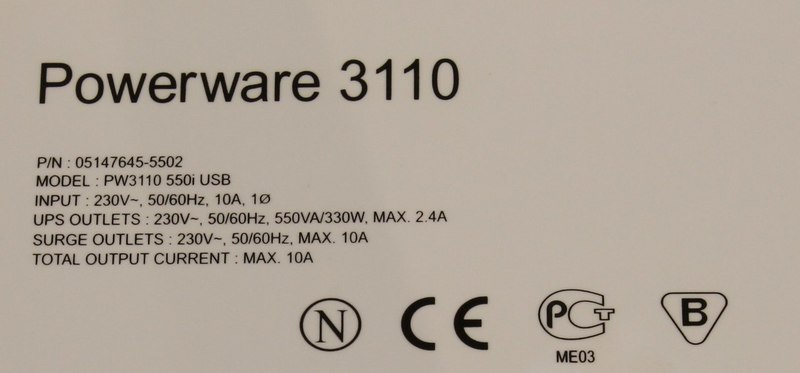 Powerware 3110
P/N : 05147645-5502
MODEL : PW3110 550i USB
INPUT : 230V~, 50/60Hz, 10A, 1Ø
UPS OUTLETS : 230V~, 50/60Hz, 550VA/330W, MAX. 2.4A
SURGE OUTLETS : 230V~, 50/60Hz, MAX. 10A
TOTAL OUTPUT CURRENT : MAX. 10A
N CE РСТ B
ME03